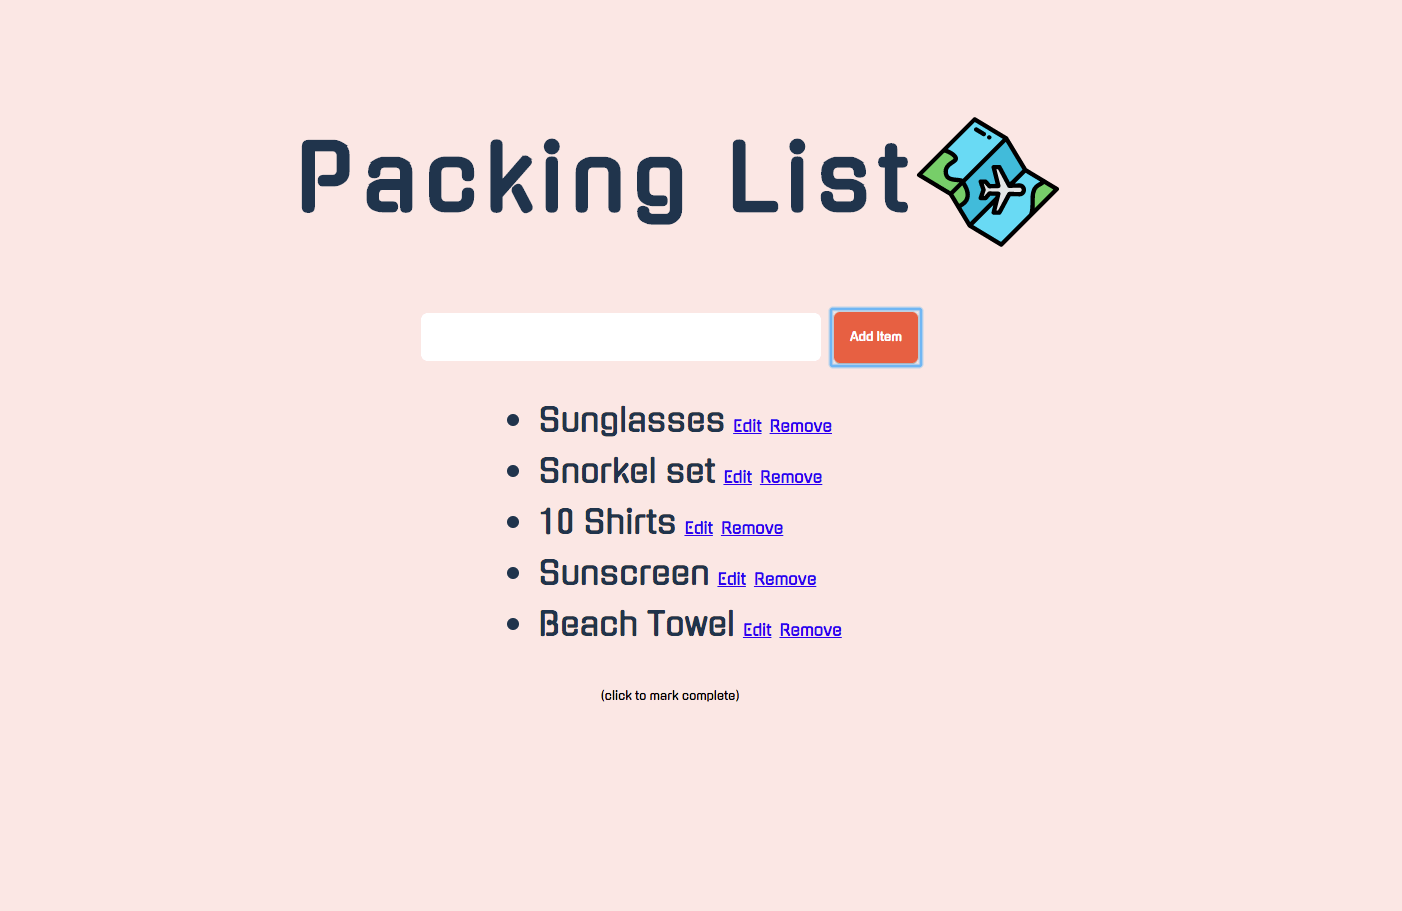 Packing List
Add Item
Sunglasses Edit Remove
Snorkel set Edit Remove
10 Shirts Edit Remove
Sunscreen Edit Remove
Beach Towel Edit Remove
(click to mark complete)